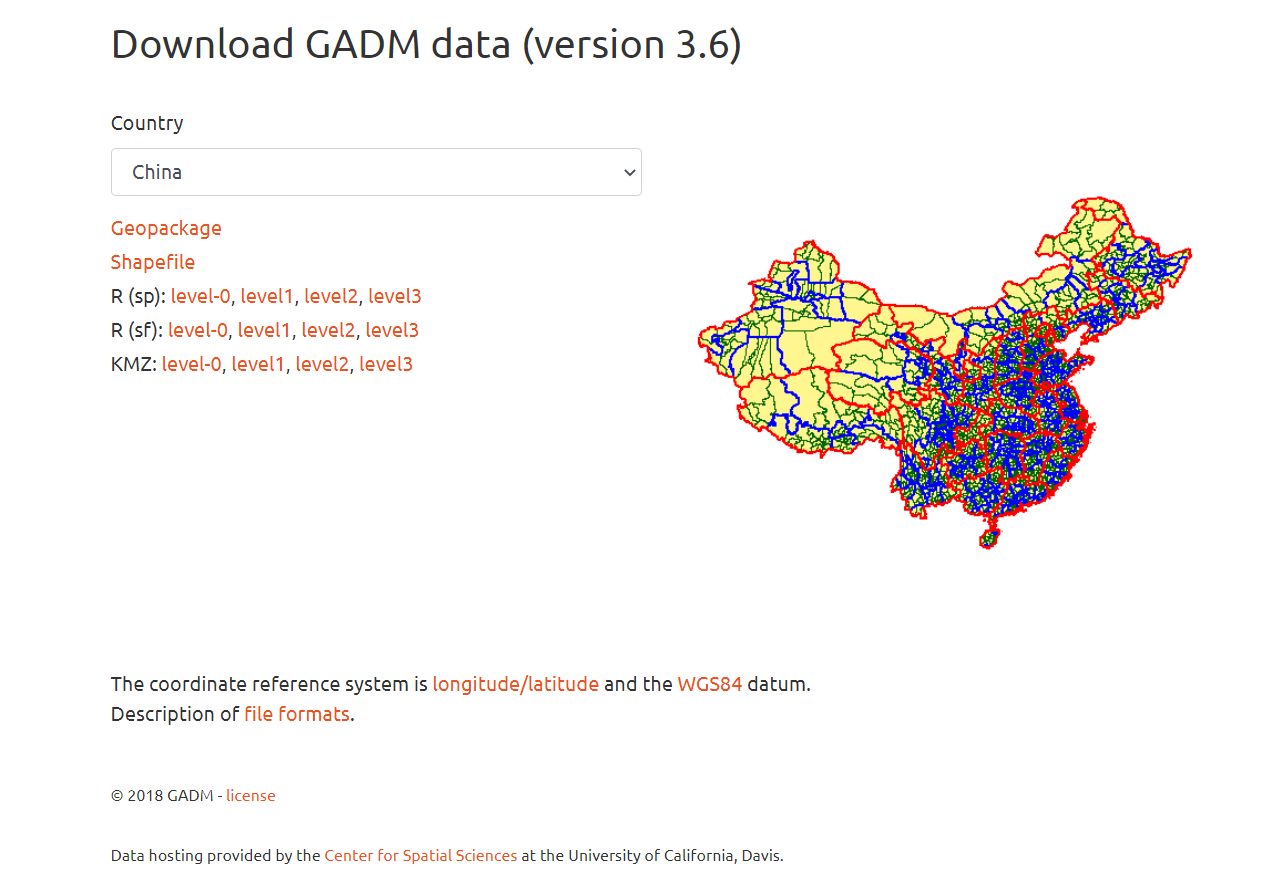 Download GADM data (version 3.6)
Country
China
Geopackage
Shapefile
R (sp): level-0, level1, level2, level3
R (sf): level-0, level1, level2, level3
KMZ: level-0, level1, level2, level3
The coordinate reference system is longitude/latitude and the WGS84 datum.
Description of file formats.
© 2018 GADM - license
Data hosting provided by the Center for Spatial Sciences at the University of California, Davis.